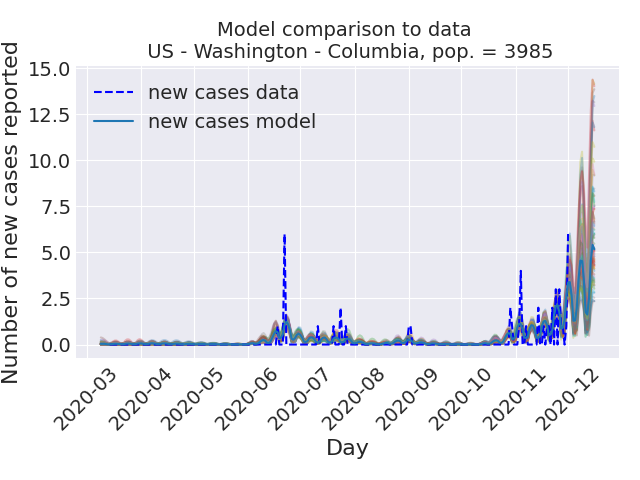 Model comparison to data
US - Washington - Columbia, pop. = 3985
Number of new cases reported
15.0
12.5
10.0
7.5
5.0
2.5
0.0
new cases data
new cases model
2020-03
2020-04
2020-05
2020-06
2020-07
2020-08
2020-09
2020-10
2020-11
2020-12
Day